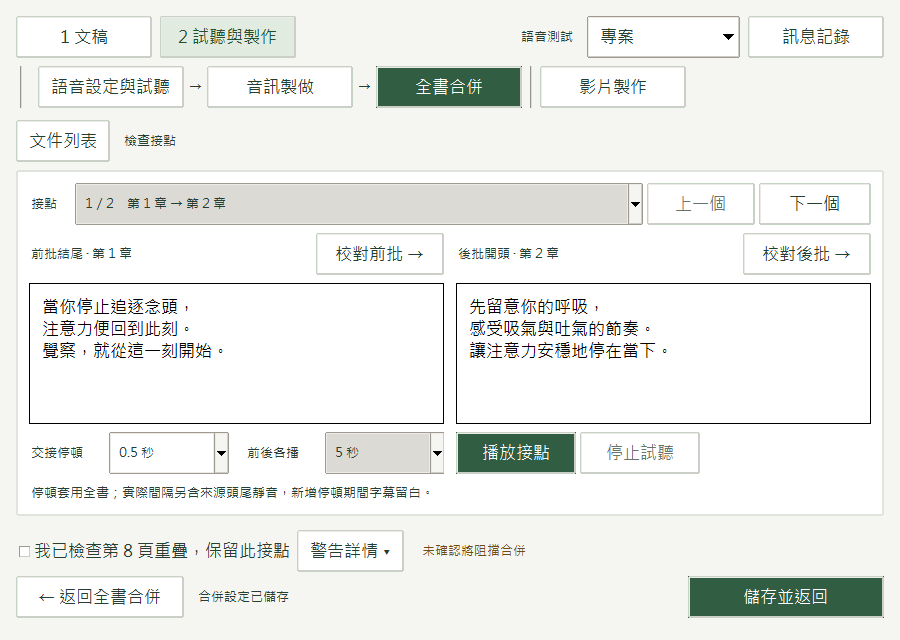 1 文稿
2 試聽與製作
語音測試
專案
訊息記錄
語音設定與試聽
→
音訊製做
→
全書合併
影片製作
文件列表
檢查接點
接點
1 / 2 第 1 章 → 第 2 章
上一個
下一個
前批結尾 · 第 1 章
校對前批 →
後批開頭 · 第 2 章
校對後批 →
當你停止追逐念頭，
注意力便回到此刻。
覺察，就從這一刻開始。
先留意你的呼吸，
感受吸氣與吐氣的節奏。
讓注意力安穩地停在當下。
交接停頓
0.5 秒
前後各播
5 秒
播放接點
停止試聽
停頓套用全書；實際間隔另含來源頭尾靜音，新增停頓期間字幕留白。
我已檢查第 8 頁重疊，保留此接點
警告詳情 ▾
未確認將阻擋合併
← 返回全書合併
合併設定已儲存
儲存並返回